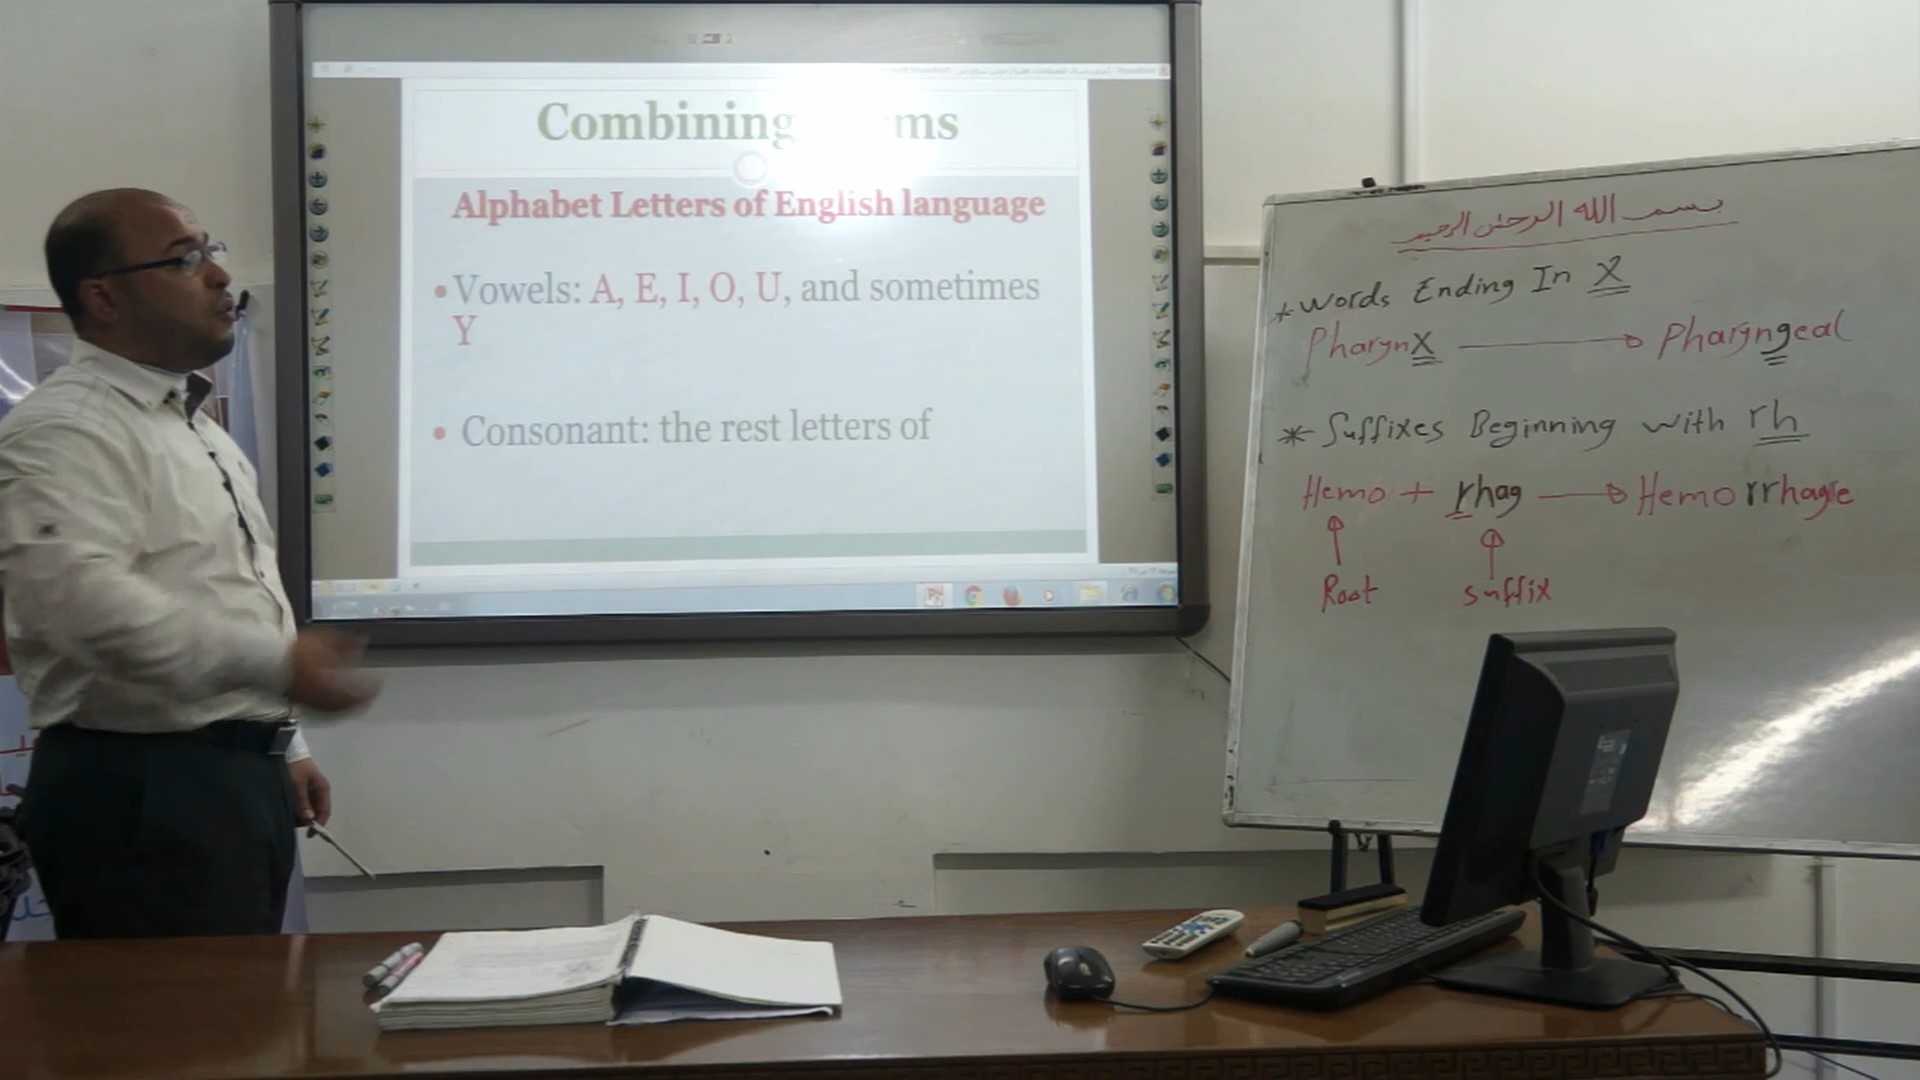 Combining ms
Alphabet Letters of English language
• Vowels: A, E, I, O, U, and sometimes
Y
• Consonant: the rest letters of
بسم الله الرحمن الرحيم
* Words Ending In X
Pharynx → Pharyngeal
* Suffixes Beginning with rh
Hemo + rhag → Hemorrhage
Root suffix